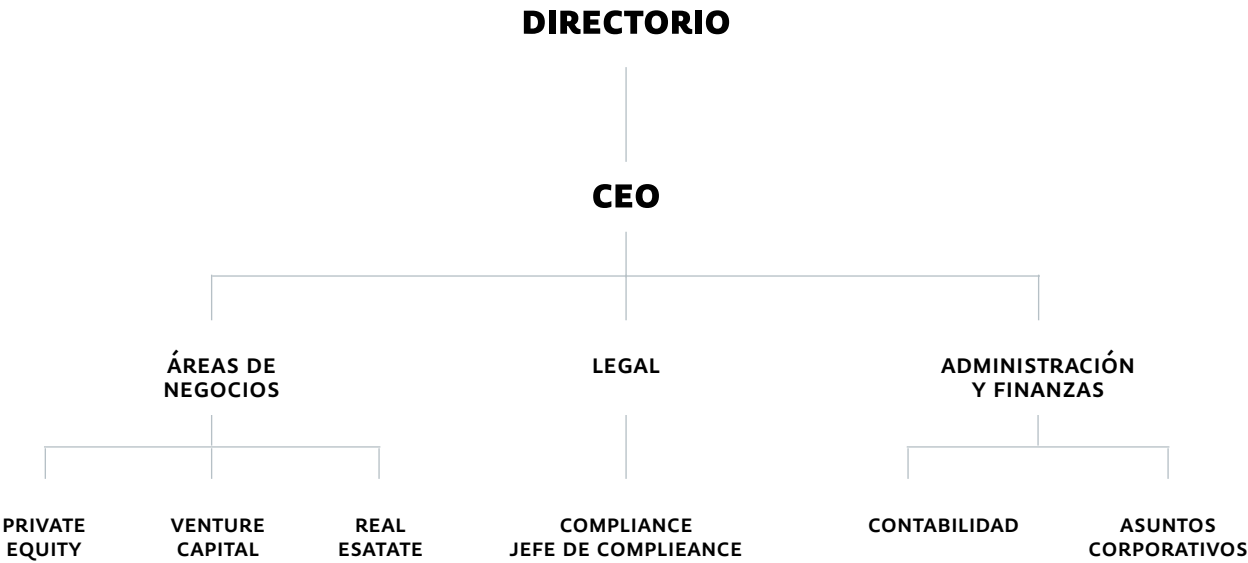 DIRECTORIO
CEO
ÁREAS DE
NEGOCIOS
LEGAL
ADMINISTRACIÓN
Y FINANZAS
PRIVATE
EQUITY
VENTURE
CAPITAL
REAL
ESATATE
COMPLIANCE
JEFE DE COMPLIEANCE
CONTABILIDAD
ASUNTOS
CORPORATIVOS